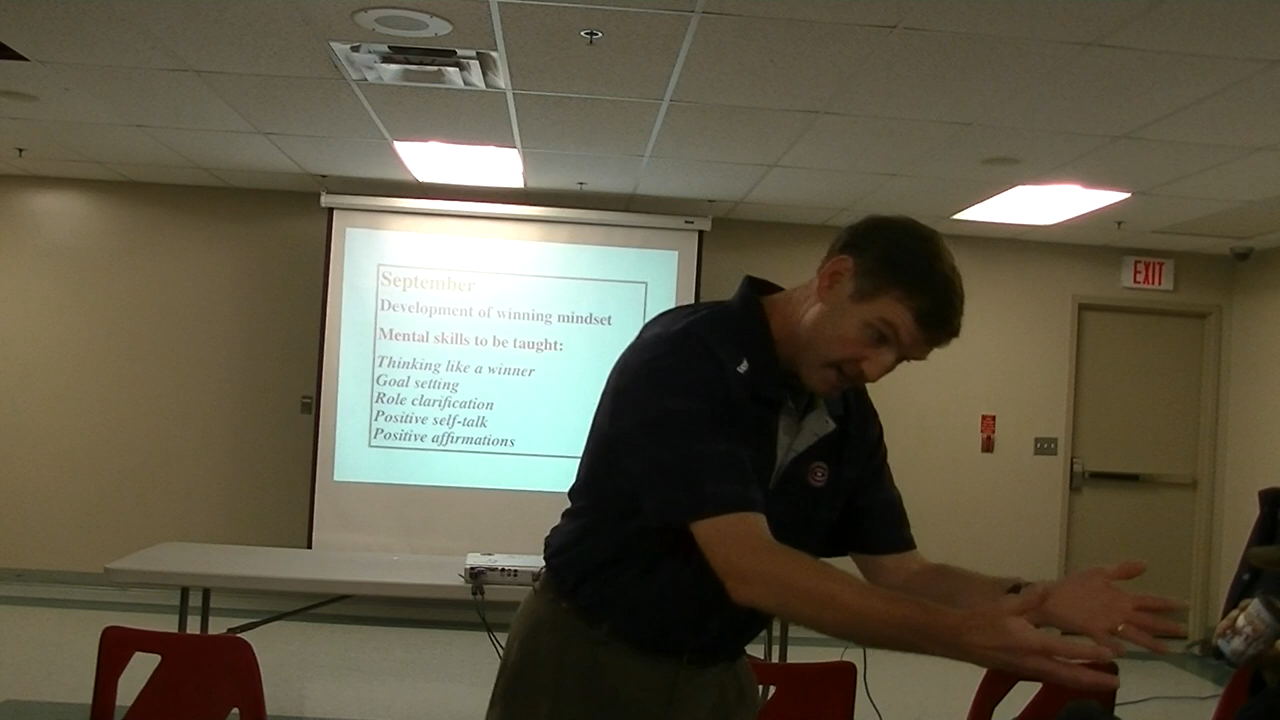 September
Development of winning mindset
Mental skills to be taught:
Thinking like a winner
Goal setting
Role clarification
Positive self-talk
Positive affirmations
EXIT